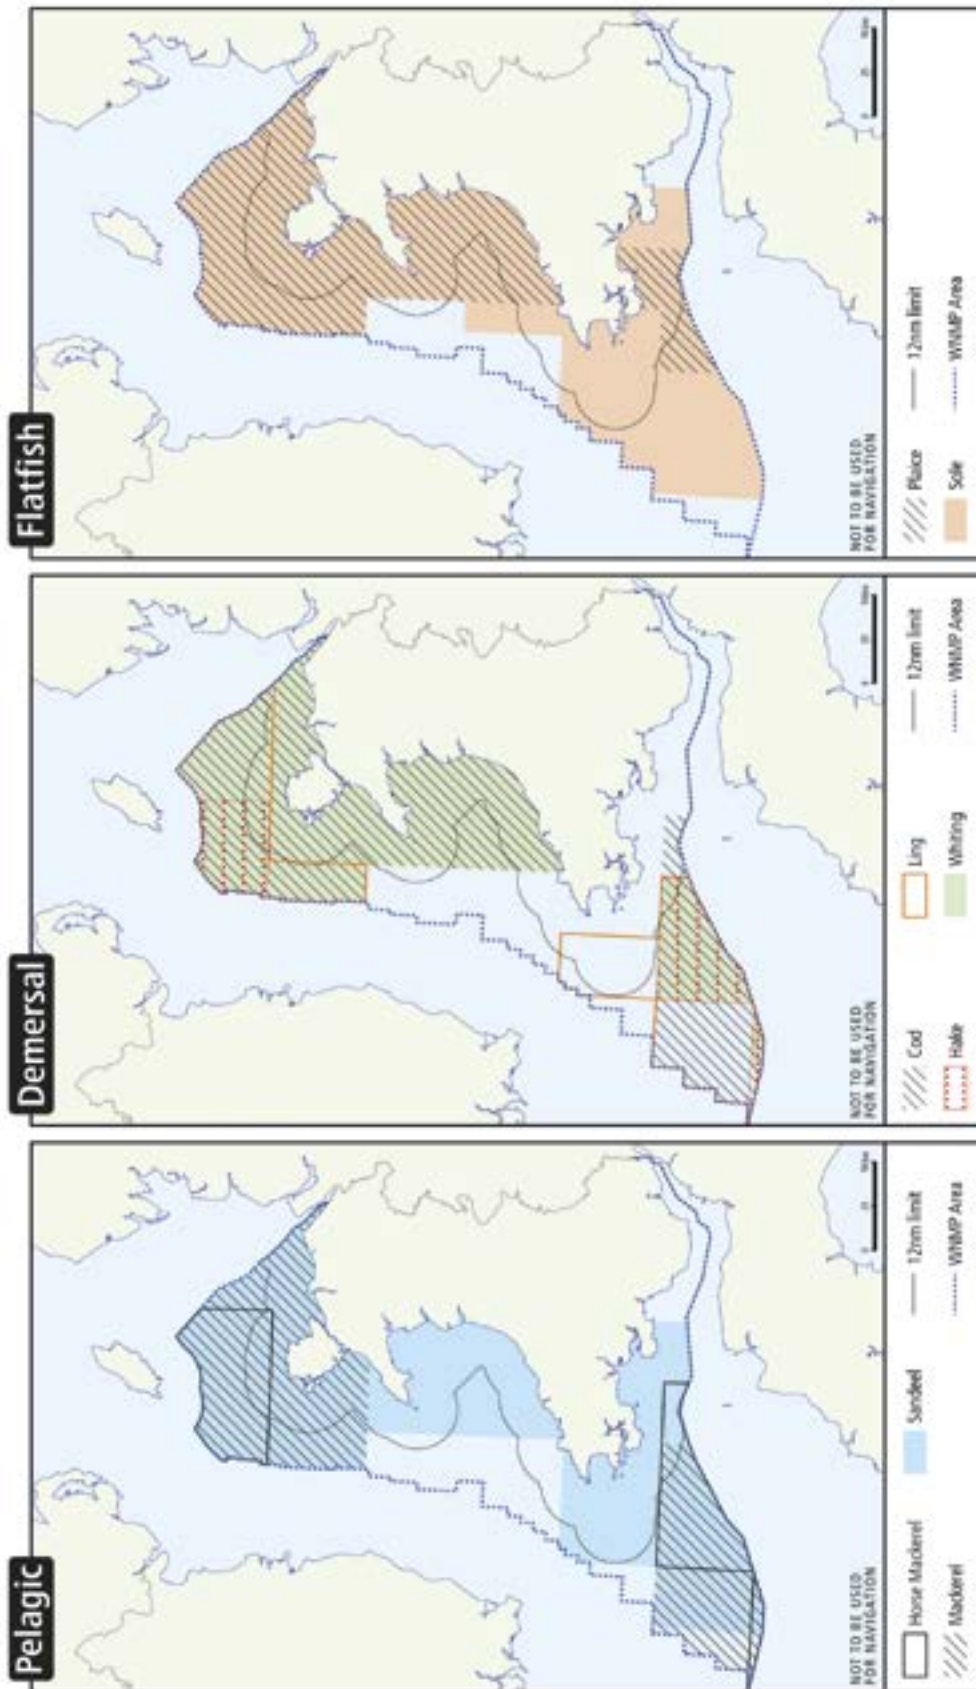 Pelagic
NOT TO BE USED
FOR NAVIGATION
Horse Mackerel
Sandeel
12nm limit
Mackerel
WNMP Area
Demersal
NOT TO BE USED
FOR NAVIGATION
Cod
Ling
12nm limit
Hake
Whiting
WNMP Area
Flatfish
NOT TO BE USED
FOR NAVIGATION
Plaice
12nm limit
Sole
WNMP Area